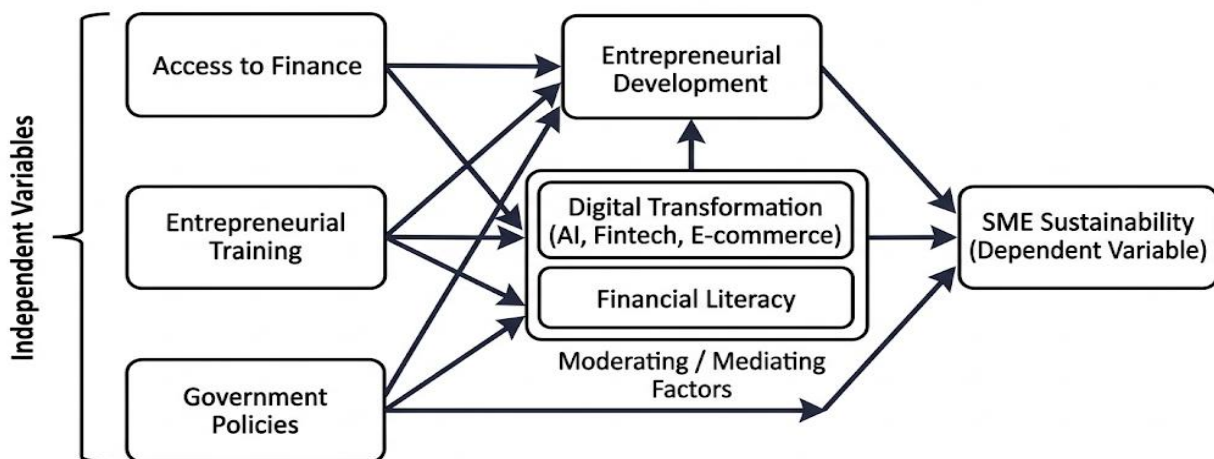 Independent Variables
Access to Finance
Entrepreneurial
Training
Government
Policies
Entrepreneurial
Development
Digital Transformation
(AI, Fintech, E-commerce)
Financial Literacy
Moderating / Mediating
Factors
SME Sustainability
(Dependent Variable)